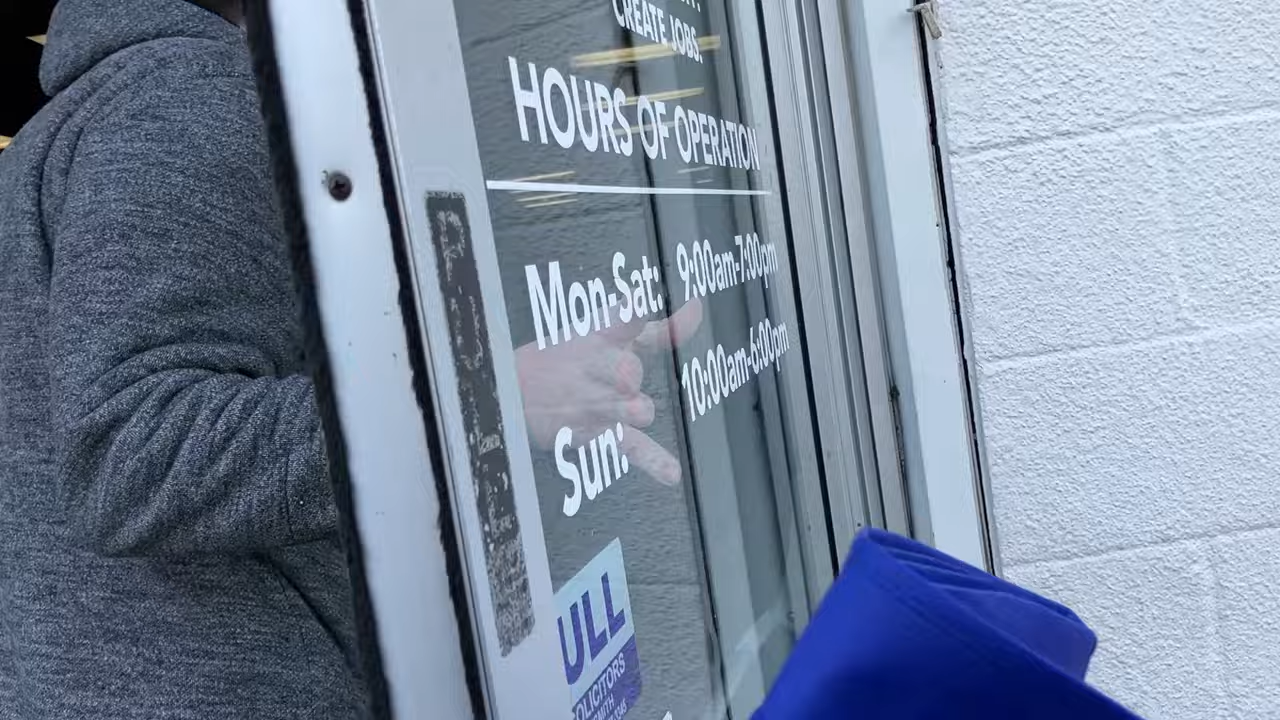 CREATE JOBS.
HOURS OF OPERATION
Mon-Sat: 9:00am-7:00pm
Sun: 10:00am-6:00pm
ULL
OLICITORS